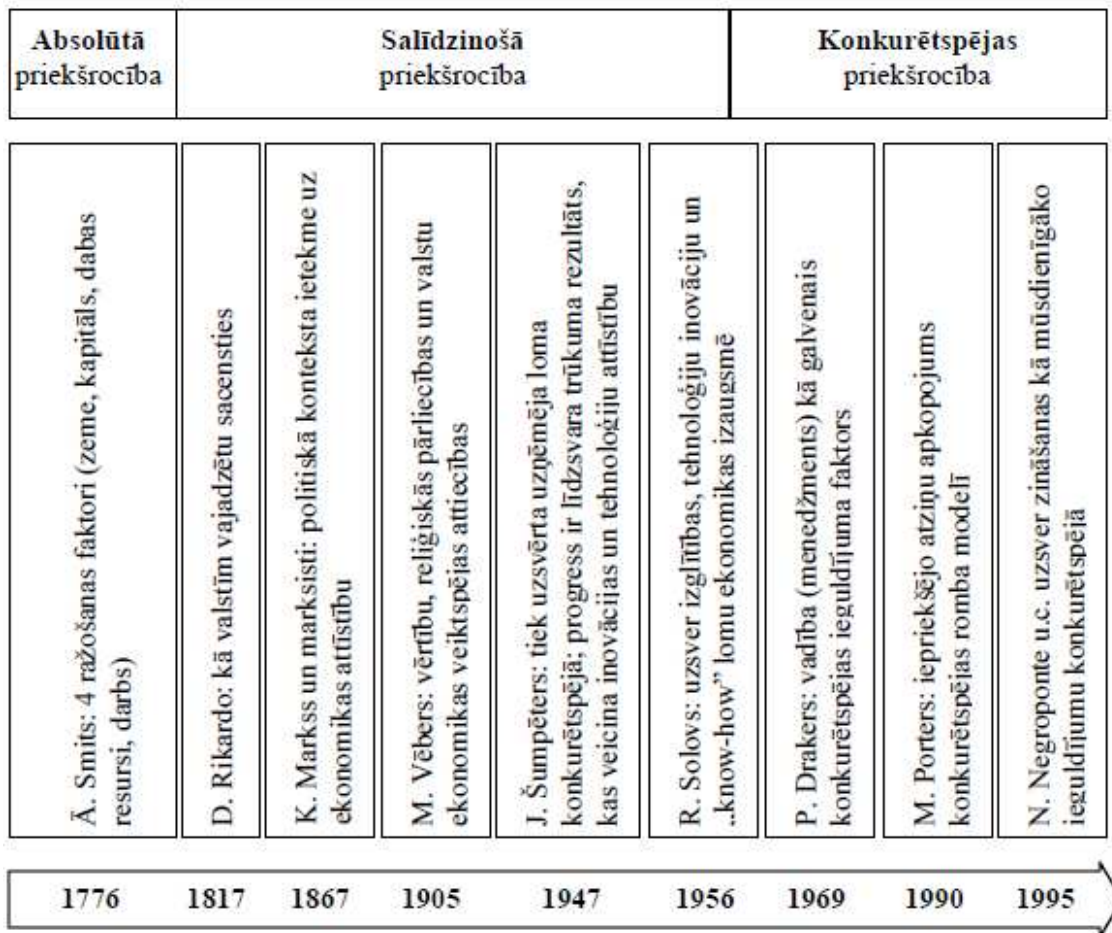 Absolūtā
priekšrocība
Salīdzinošā
priekšrocība
Konkurētspējas
priekšrocība
Ā. Smits: 4 ražošanas faktori (zeme, kapitāls, dabas
resursi, darbs)
D. Rikardo: kā valstīm vajadzētu sacensties
K. Markss un marksisti: politiskā konteksta ietekme uz
ekonomikas attīstību
M. Vēbers: vērtību, reliģiskās pārliecības un valstu
ekonomikas veiktspējas attiecības
J. Šumpēters: tiek uzsvērta uzņēmēja loma
konkurētspējā; progress ir līdzsvara trūkuma rezultāts,
kas veicina inovācijas un tehnoloģiju attīstību
R. Solovs: uzsver izglītības, tehnoloģiju inovāciju un
„know-how” lomu ekonomikas izaugsmē
P. Drakers: vadība (menedžments) kā galvenais
konkurētspējas ieguldījuma faktors
M. Porters: iepriekšējo atziņu apkopojums
konkurētspējas romba modelī
N. Negroponte u.c. uzsver zināšanas kā mūsdienīgāko
ieguldījumu konkurētspējā
1776
1817
1867
1905
1947
1956
1969
1990
1995